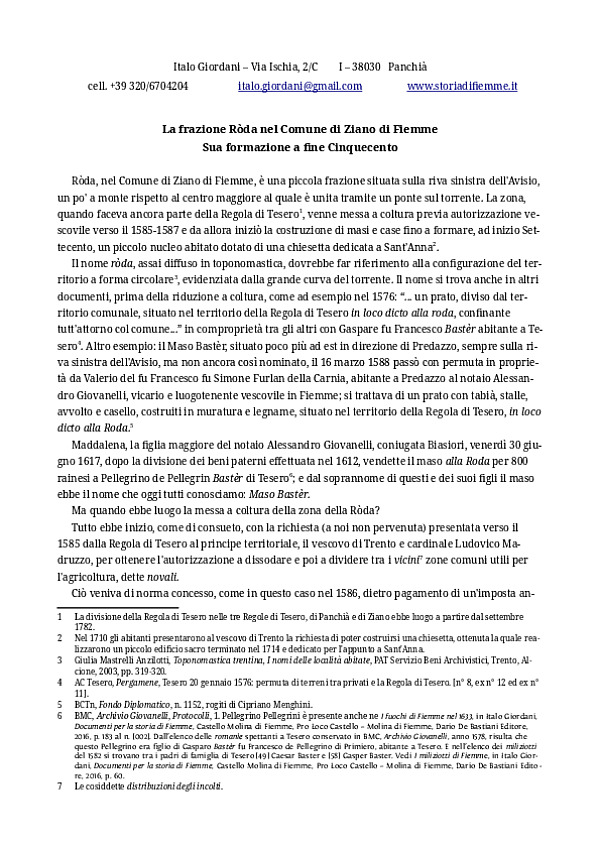 Italo Giordani – Via Ischia, 2/C I – 38030 Panchià
cell. +39 320/6704204 italo.giordani@gmail.com www.storiadifiemme.it
La frazione Ròda nel Comune di Ziano di Fiemme
Sua formazione a fine Cinquecento
Ròda, nel Comune di Ziano di Fiemme, è una piccola frazione situata sulla riva sinistra dell'Avisio,
un po' a monte rispetto al centro maggiore al quale è unita tramite un ponte sul torrente. La zona,
quando faceva ancora parte della Regola di Tesero1, venne messa a coltura previa autorizzazione ve-
scovile verso il 1585-1587 e da allora iniziò la costruzione di masi e case fino a formare, ad inizio Set-
tecento, un piccolo nucleo abitato dotato di una chiesetta dedicata a Sant'Anna2.
Il nome ròda, assai diffuso in toponomastica, dovrebbe far riferimento alla configurazione del ter-
ritorio a forma circolare3, evidenziata dalla grande curva del torrente. Il nome si trova anche in altri
documenti, prima della riduzione a coltura, come ad esempio nel 1576: “... un prato, diviso dal ter-
ritorio comunale, situato nel territorio della Regola di Tesero in loco dicto alla roda, confinante
tutt'attorno col comune...” in comproprietà tra gli altri con Gaspare fu Francesco Bastèr abitante a Te-
sero4. Altro esempio: il Maso Bastèr, situato poco più ad est in direzione di Predazzo, sempre sulla ri-
va sinistra dell'Avisio, ma non ancora così nominato, il 16 marzo 1588 passò con permuta in proprie-
tà da Valerio del fu Francesco fu Simone Furlan della Carnia, abitante a Predazzo al notaio Alessan-
dro Giovanelli, vicario e luogotenente vescovile in Fiemme; si trattava di un prato con tabià, stalle,
avvolto e casello, costruiti in muratura e legname, situato nel territorio della Regola di Tesero, in loco
dicto alla Roda.5
Maddalena, la figlia maggiore del notaio Alessandro Giovanelli, coniugata Biasiori, venerdì 30 giu-
gno 1617, dopo la divisione dei beni paterni effettuata nel 1612, vendette il maso alla Roda per 800
rainesi a Pellegrino de Pellegrin Bastèr di Tesero6; e dal soprannome di questi e dei suoi figli il maso
ebbe il nome che oggi tutti conosciamo: Maso Bastèr.
Ma quando ebbe luogo la messa a coltura della zona della Ròda?
Tutto ebbe inizio, come di consueto, con la richiesta (a noi non pervenuta) presentata verso il
1585 dalla Regola di Tesero al principe territoriale, il vescovo di Trento e cardinale Ludovico Ma-
druzzo, per ottenere l'autorizzazione a dissodare e poi a dividere tra i vicini7 zone comuni utili per
l'agricoltura, dette novali.
Ciò veniva di norma concesso, come in questo caso nel 1586, dietro pagamento di un'imposta an-
1 La divisione della Regola di Tesero nelle tre Regole di Tesero, di Panchià e di Ziano ebbe luogo a partire dal settembre
1782.
2 Nel 1710 gli abitanti presentarono al vescovo di Trento la richiesta di poter costruirsi una chiesetta, ottenuta la quale rea-
lizzarono un piccolo edificio sacro terminato nel 1714 e dedicato per l'appunto a Sant'Anna.
3 Giulia Mastrelli Anzilotti, Toponomastica trentina, I nomi delle località abitate, PAT Servizio Beni Archivistici, Trento, Al-
cione, 2003, pp. 319-320.
4 AC Tesero, Pergamene, Tesero 20 gennaio 1576: permuta di terreni tra privati e la Regola di Tesero. [n° 8, ex n° 12 ed ex n°
11].
5 BCTn, Fondo Diplomatico, n. 1152, rogiti di Cipriano Menghini.
6 BMC, Archivio Giovanelli, Protocolli, 1. Pellegrino Pellegrini è presente anche ne I fuochi di Fiemme nel 1633, in Italo Giordani,
Documenti per la storia di Fiemme, Castello Molina di Fiemme, Pro Loco Castello – Molina di Fiemme, Dario De Bastiani Editore,
2016, p. 183 al n. [002]. Dall'elenco delle romanie spettanti a Tesero conservato in BMC, Archivio Giovanelli, anno 1578, risulta che
questo Pellegrino era figlio di Gasparo Bastèr fu Francesco de Pellegrino di Primiero, abitante a Tesero. E nell'elenco dei miliziotti
del 1582 si trovano tra i padri di famiglia di Tesero [49] Caesar Baster e [58] Gasper Baster. Vedi I miliziotti di Fiemme, in Italo Gior-
dani, Documenti per la storia di Fiemme, Castello Molina di Fiemme, Pro Loco Castello – Molina di Fiemme, Dario De Bastiani Edito-
re, 2016, p. 60.
7 Le cosiddette distribuzioni degli incolti.